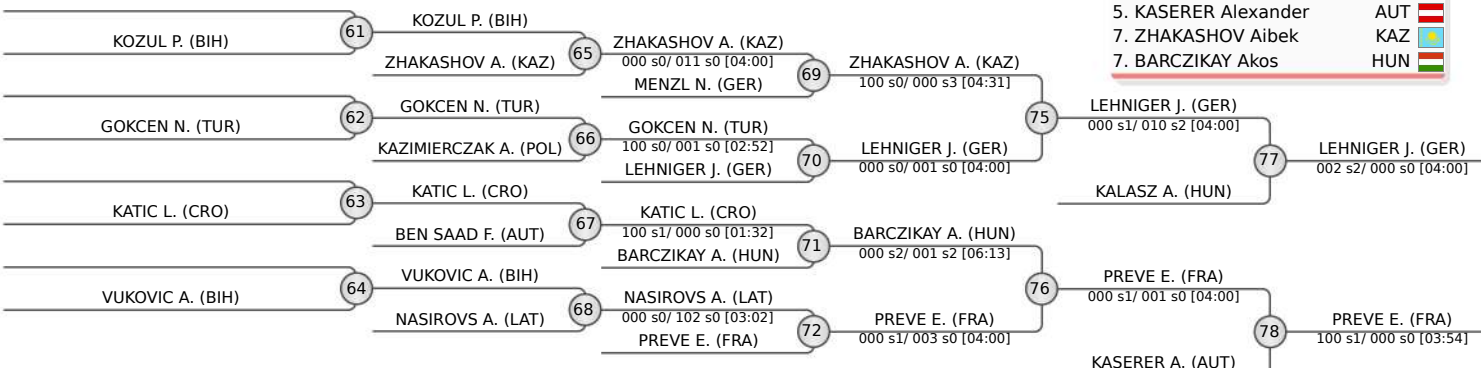 5. KASERER Alexander AUT
7. ZHAKASHOV Aibek KAZ
7. BARCZIKAY Akos HUN
61
KOZUL P. (BIH)
KOZUL P. (BIH)
65
ZHAKASHOV A. (KAZ)
ZHAKASHOV A. (KAZ)
000 s0/ 011 s0 [04:00]
69
MENZL N. (GER)
ZHAKASHOV A. (KAZ)
100 s0/ 000 s3 [04:31]
62
GOKCEN N. (TUR)
GOKCEN N. (TUR)
66
KAZIMIERCZAK A. (POL)
GOKCEN N. (TUR)
100 s0/ 001 s0 [02:52]
70
LEHNIGER J. (GER)
LEHNIGER J. (GER)
000 s0/ 001 s0 [04:00]
75
LEHNIGER J. (GER)
000 s1/ 010 s2 [04:00]
77
KALASZ A. (HUN)
LEHNIGER J. (GER)
002 s2/ 000 s0 [04:00]
63
KATIC L. (CRO)
KATIC L. (CRO)
67
BEN SAAD F. (AUT)
KATIC L. (CRO)
100 s1/ 000 s0 [01:32]
71
BARCZIKAY A. (HUN)
BARCZIKAY A. (HUN)
000 s2/ 001 s2 [06:13]
64
VUKOVIC A. (BIH)
VUKOVIC A. (BIH)
68
NASIROVS A. (LAT)
NASIROVS A. (LAT)
000 s0/ 102 s0 [03:02]
72
PREVE E. (FRA)
PREVE E. (FRA)
000 s1/ 003 s0 [04:00]
76
PREVE E. (FRA)
000 s1/ 001 s0 [04:00]
78
KASERER A. (AUT)
PREVE E. (FRA)
100 s1/ 000 s0 [03:54]